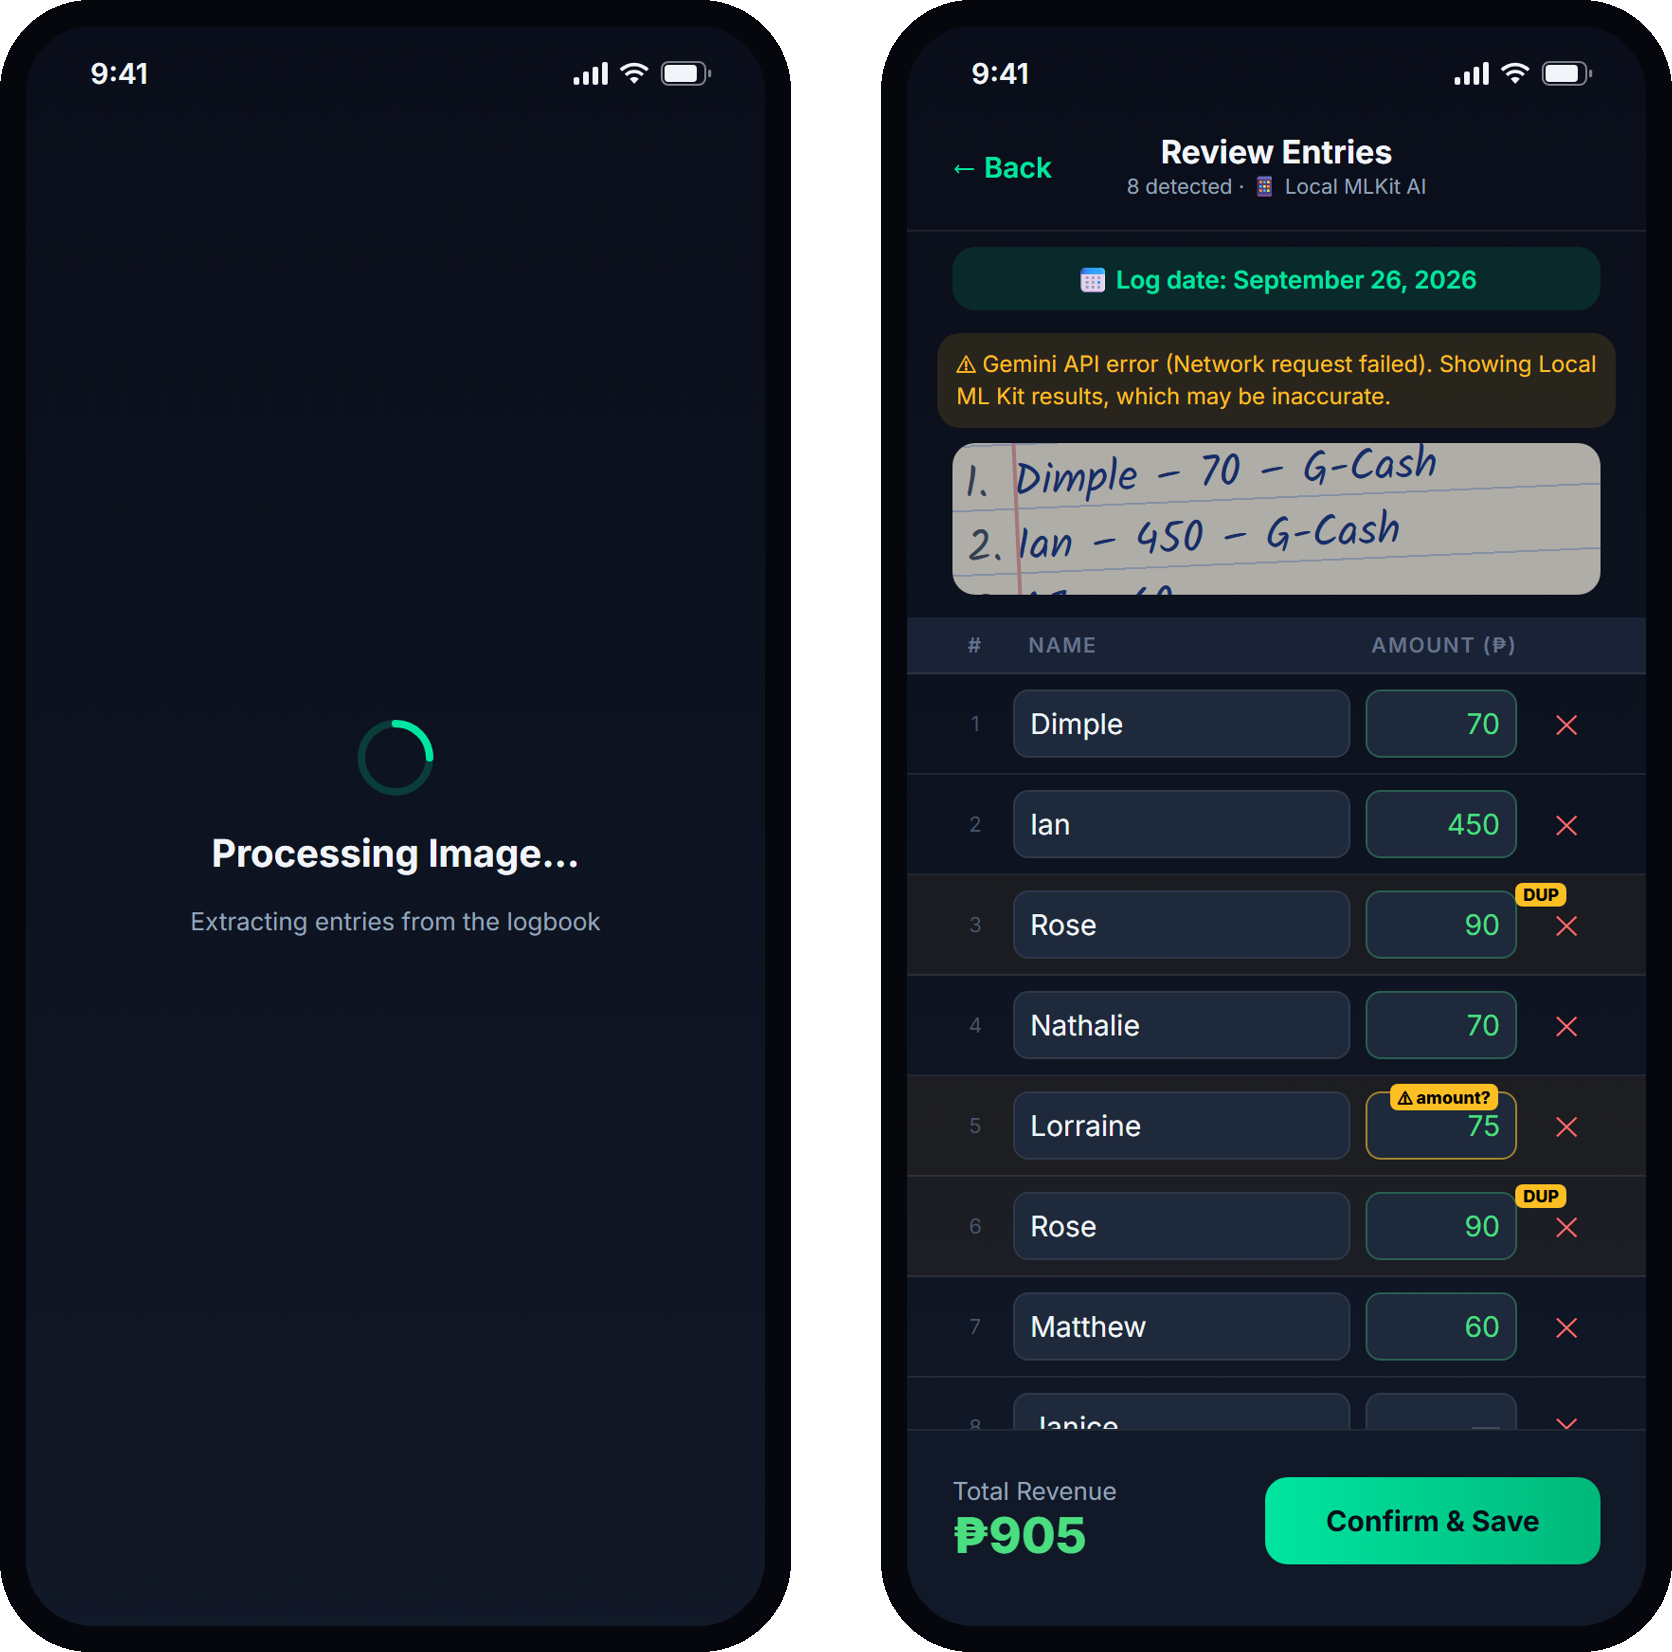 9:41
Processing Image...
Extracting entries from the logbook
9:41
← Back
Review Entries
8 detected · Local MLKit AI
Log date: September 26, 2026
⚠ Gemini API error (Network request failed). Showing Local
ML Kit results, which may be inaccurate.
1. Dimple – 70 – G-Cash
2. Ian – 450 – G-Cash
# NAME AMOUNT (₱)
1 Dimple 70
2 Ian 450
DUP
3 Rose 90
4 Nathalie 70
⚠ amount?
5 Lorraine 75
DUP
6 Rose 90
7 Matthew 60
8 Janice —
Total Revenue
₱905
Confirm & Save